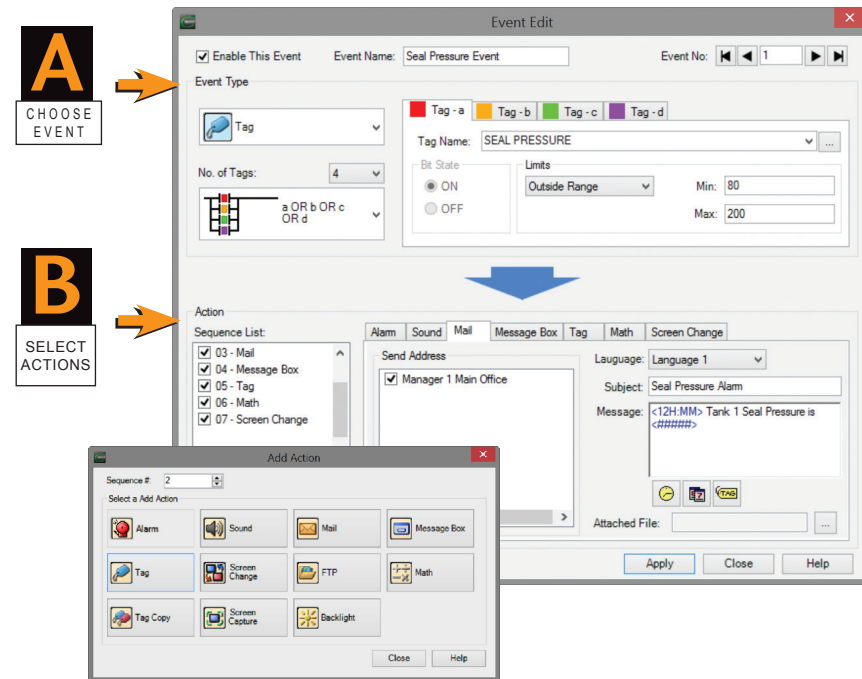 Event Edit
A
CHOOSE
EVENT
Enable This Event
Event Name: Seal Pressure Event
Event No: 1
Event Type
Tag
Tag - a
Tag - b
Tag - c
Tag - d
Tag Name: SEAL PRESSURE
...
No. of Tags: 4
a OR b OR c
OR d
Bit State
ON
OFF
Limits
Outside Range
Min: 80
Max: 200
B
SELECT
ACTIONS
Action
Sequence List:
03 - Mail
04 - Message Box
05 - Tag
06 - Math
07 - Screen Change
Alarm
Sound
Mail
Message Box
Tag
Math
Screen Change
Send Address
Manager 1 Main Office
Lauguage: Language 1
Subject: Seal Pressure Alarm
Message: <12H:MM> Tank 1 Seal Pressure is
<#####>
TAG
Attached File:
...
Apply
Close
Help
Add Action
Sequence #: 2
Select a Add Action
Alarm
Sound
Mail
Message Box
Tag
Screen
Change
FTP
Math
Tag Copy
Screen
Capture
Backlight
Close
Help